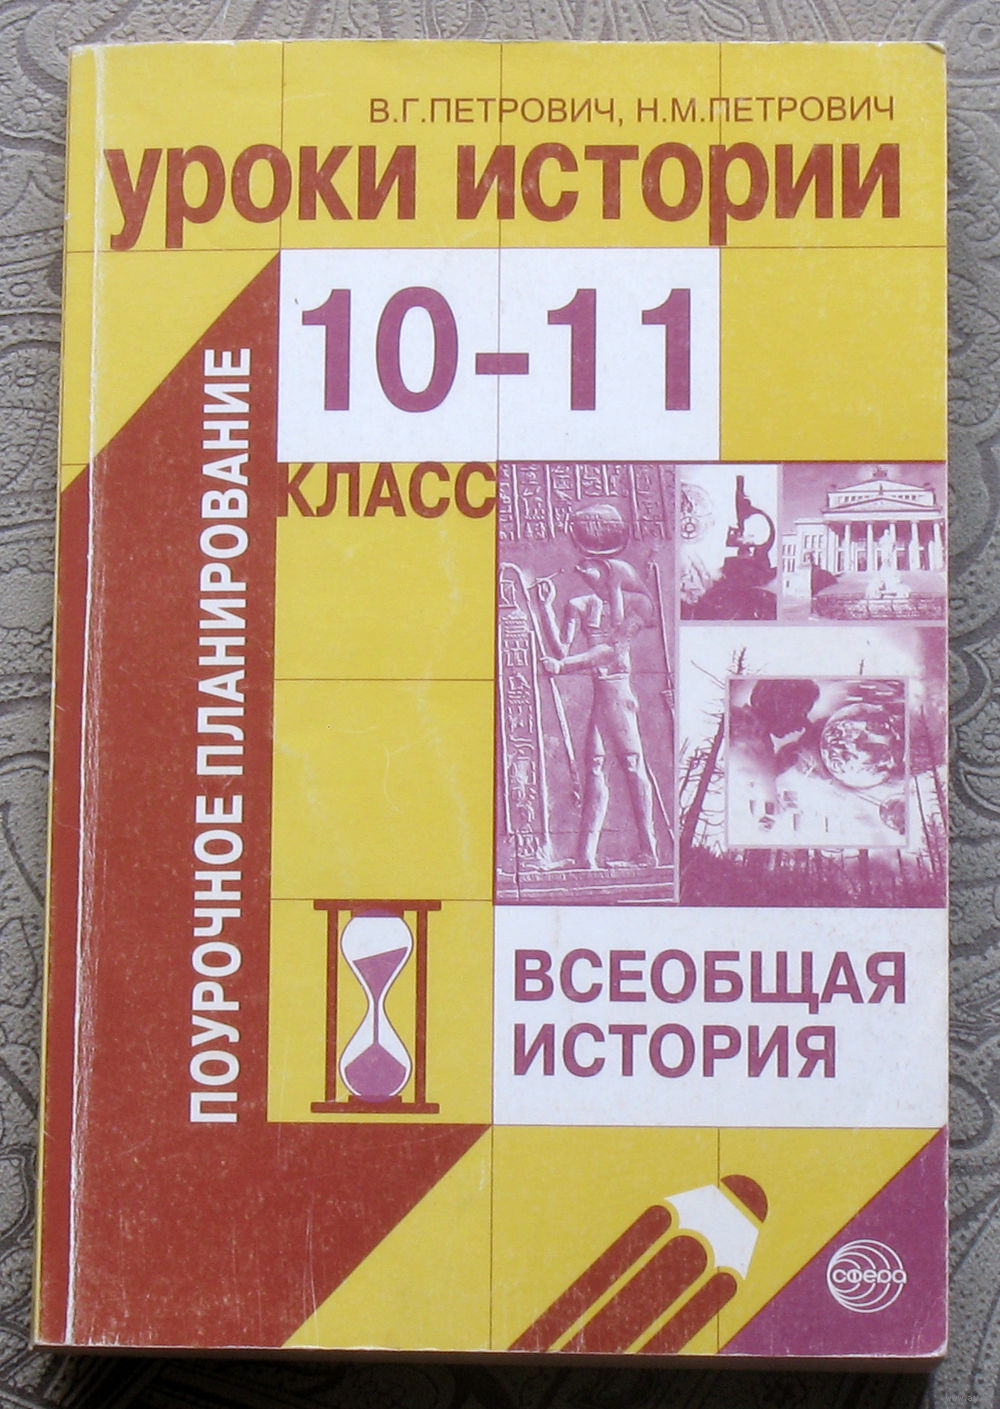 В.Г.ПЕТРОВИЧ, Н.М.ПЕТРОВИЧ
УРОКИ ИСТОРИИ
10-11
КЛАСС
ПОУРОЧНОЕ ПЛАНИРОВАНИЕ
ВСЕОБЩАЯ
ИСТОРИЯ
сфера